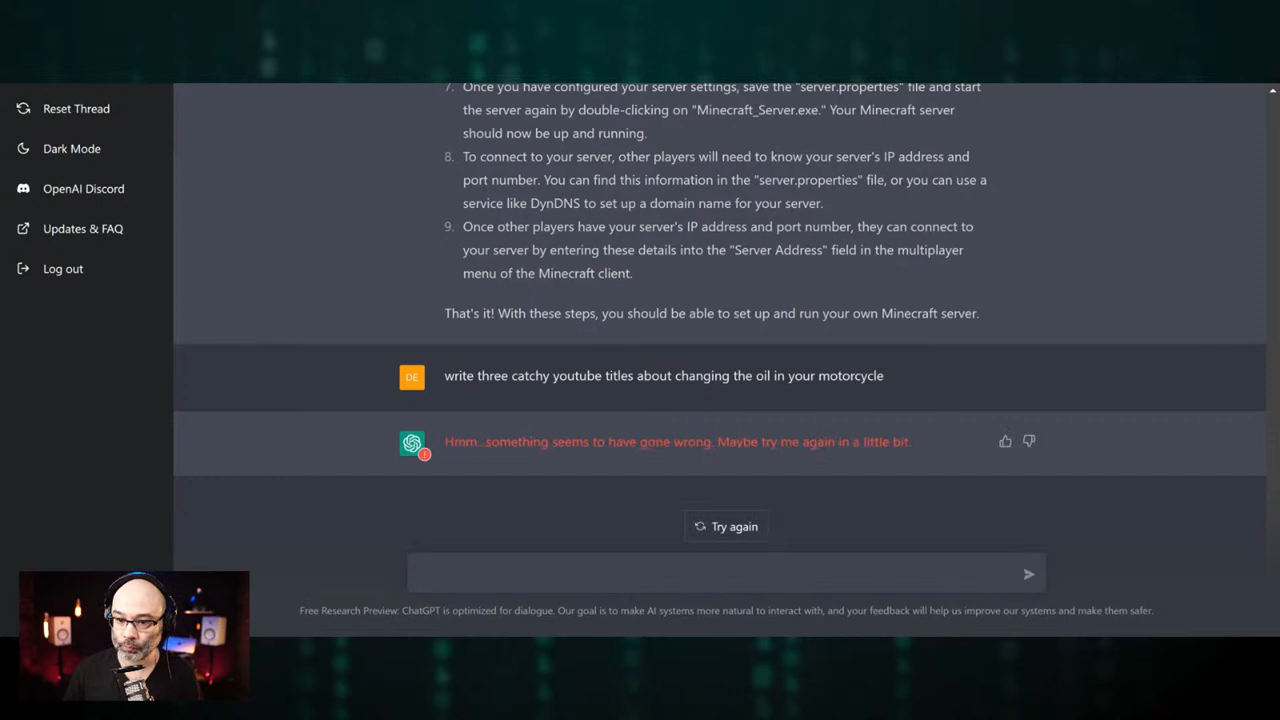 Reset Thread
Dark Mode
OpenAI Discord
Updates & FAQ
Log out
7. Once you have configured your server settings, save the "server.properties" file and start
the server again by double-clicking on "Minecraft_Server.exe." Your Minecraft server
should now be up and running.
8. To connect to your server, other players will need to know your server's IP address and
port number. You can find this information in the "server.properties" file, or you can use a
service like DynDNS to set up a domain name for your server.
9. Once other players have your server's IP address and port number, they can connect to
your server by entering these details into the "Server Address" field in the multiplayer
menu of the Minecraft client.
That's it! With these steps, you should be able to set up and run your own Minecraft server.
DE
write three catchy youtube titles about changing the oil in your motorcycle
!
Hmm...something seems to have gone wrong. Maybe try me again in a little bit.
Try again
Free Research Preview: ChatGPT is optimized for dialogue. Our goal is to make AI systems more natural to interact with, and your feedback will help us improve our systems and make them safer.